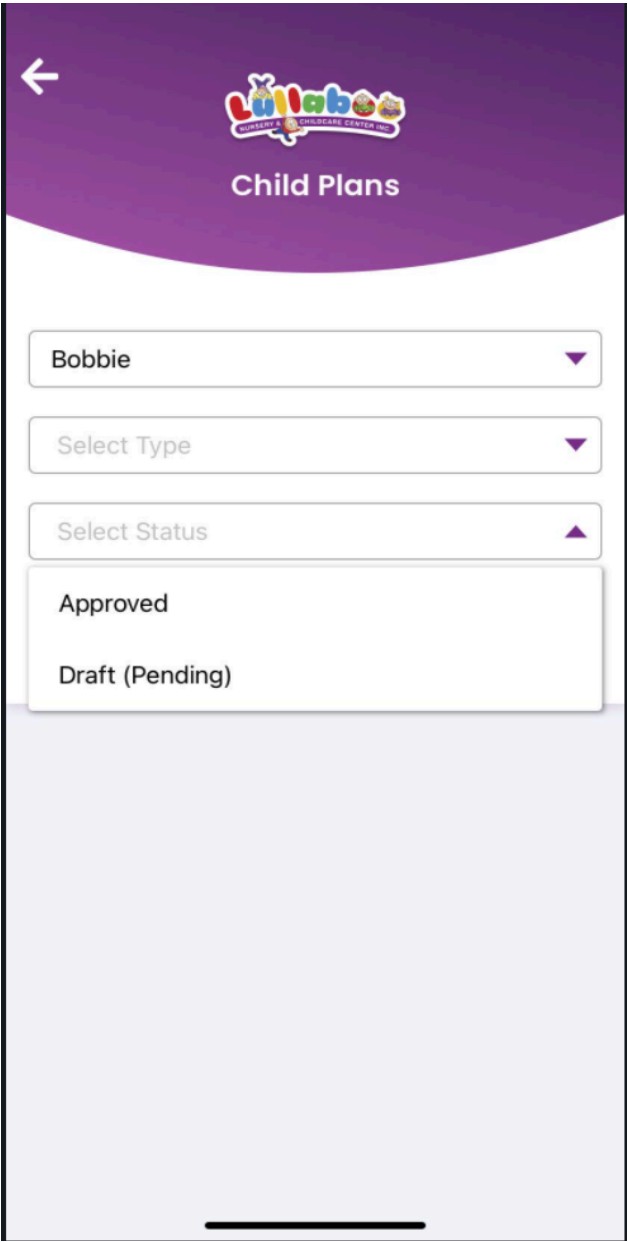 Lullaboo
NURSERY & CHILDCARE CENTER INC
Child Plans
Bobbie
Select Type
Select Status
Approved
Draft (Pending)